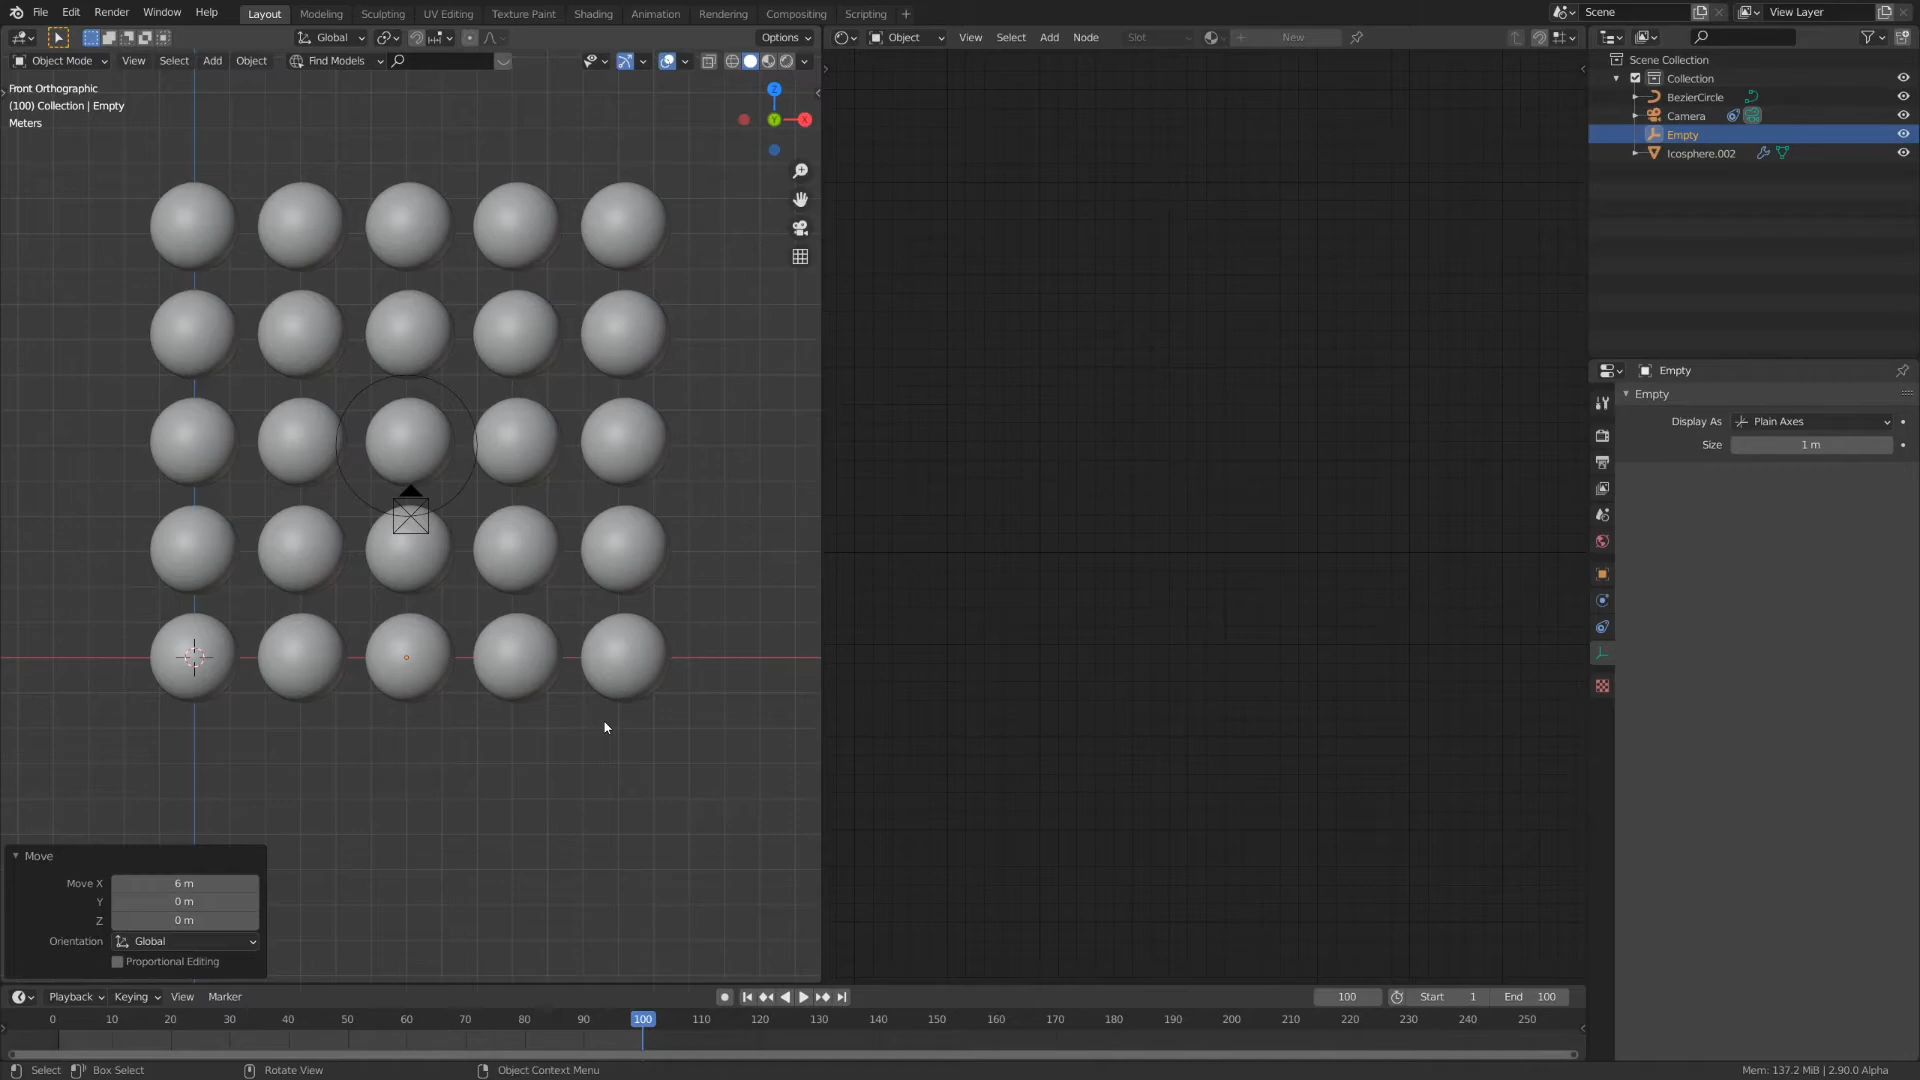 File Edit Render Window Help Layout Modeling Sculpting UV Editing Texture Paint Shading Animation Rendering Compositing Scripting + Scene View Layer
Global Options
Object Mode View Select Add Object Find Models
Object View Select Add Node Slot New
Front Orthographic
(100) Collection | Empty
Meters
Z
Y
X
Scene Collection
Collection
BezierCircle
Camera
Empty
Icosphere.002
Empty
Empty
Display As Plain Axes
Size 1 m
Move
Move X 6 m
Y 0 m
Z 0 m
Orientation Global
Proportional Editing
Playback Keying View Marker 100 Start 1 End 100
0 10 20 30 40 50 60 70 80 90 100 110 120 130 140 150 160 170 180 190 200 210 220 230 240 250
Select Box Select Rotate View Object Context Menu Mem: 137.2 MiB | 2.90.0 Alpha